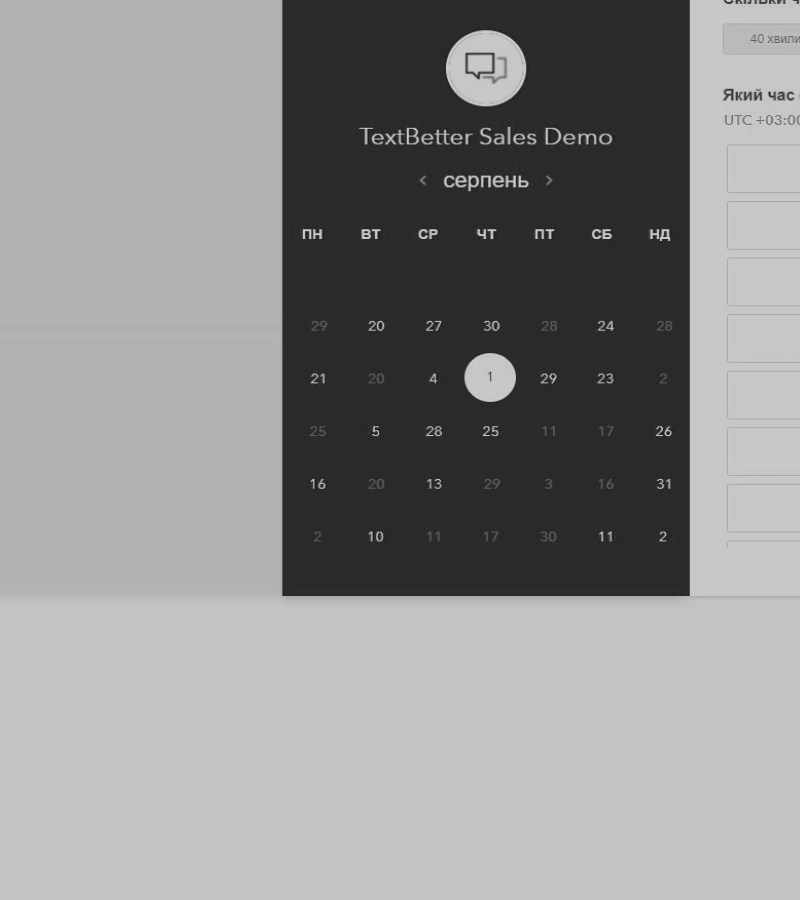 TextBetter Sales Demo
серпень
ПН ВТ СР ЧТ ПТ СБ НД
29 20 27 30 28 24 28
21 20 4 1 29 23 2
25 5 28 25 11 17 26
16 20 13 29 3 16 31
2 10 11 17 30 11 2
40 хвили
Який час
UTC +03:00